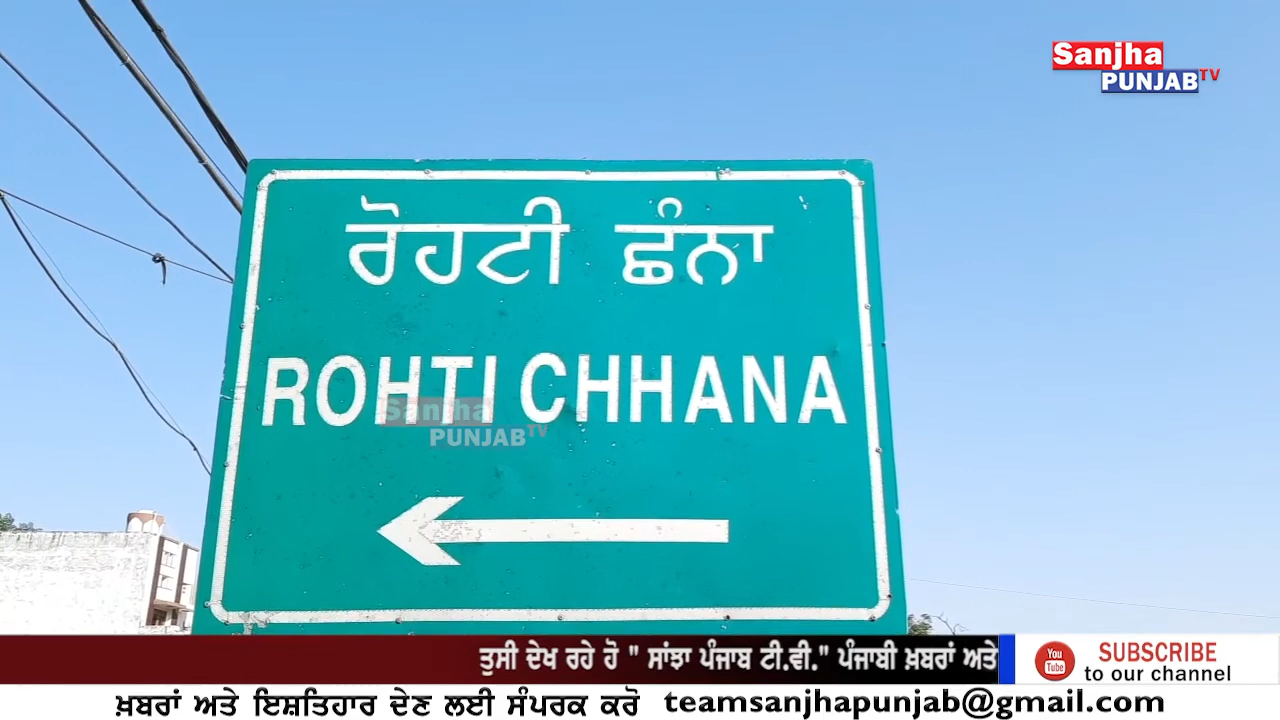 Sanjha
PUNJAB TV
ਰੋਹਟੀ ਛੰਨਾ
ROHTI CHHANA
Sanjha
PUNJAB TV
ਤੁਸੀ ਦੇਖ ਰਹੇ ਹੋ " ਸਾਂਝਾ ਪੰਜਾਬ ਟੀ.ਵੀ." ਪੰਜਾਬੀ ਖ਼ਬਰਾਂ ਅਤੇ
You
Tube
SUBSCRIBE
to our channel
ਖ਼ਬਰਾਂ ਅਤੇ ਇਸ਼ਤਿਹਾਰ ਦੇਣ ਲਈ ਸੰਪਰਕ ਕਰੋ teamsanjhapunjab@gmail.com